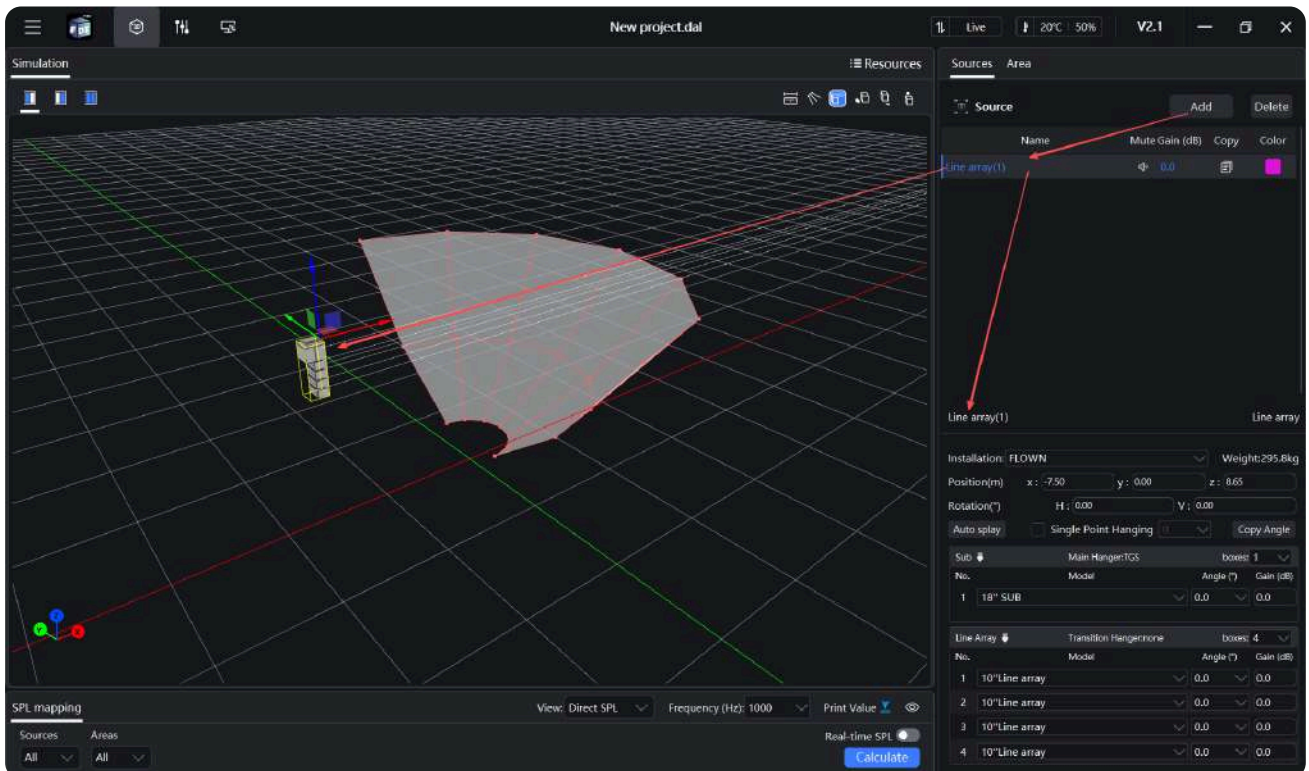 New project.dal
Live
20℃ 50%
V2.1
Simulation
Resources
Sources Area
Source
Add
Delete
Name Mute Gain (dB) Copy Color
Line array(1) 0.0
Line array(1) Line array
Installation: FLOWN Weight:295.8kg
Position(m) x : -7.50 y : 0.00 z : 8.65
Rotation(°) H : 0.00 V : 0.00
Auto splay Single Point Hanging Copy Angle
Sub Main Hanger:TGS boxes: 1
No. Model Angle (°) Gain (dB)
1 18" SUB 0.0 0.0
Line Array Transition Hanger:none boxes: 4
No. Model Angle (°) Gain (dB)
1 10"Line array 0.0 0.0
2 10"Line array 0.0 0.0
3 10"Line array 0.0 0.0
4 10"Line array 0.0 0.0
Z
Y
X
SPL mapping
View: Direct SPL Frequency (Hz): 1000 Print Value
Sources Areas
Real-time SPL
All All
Calculate